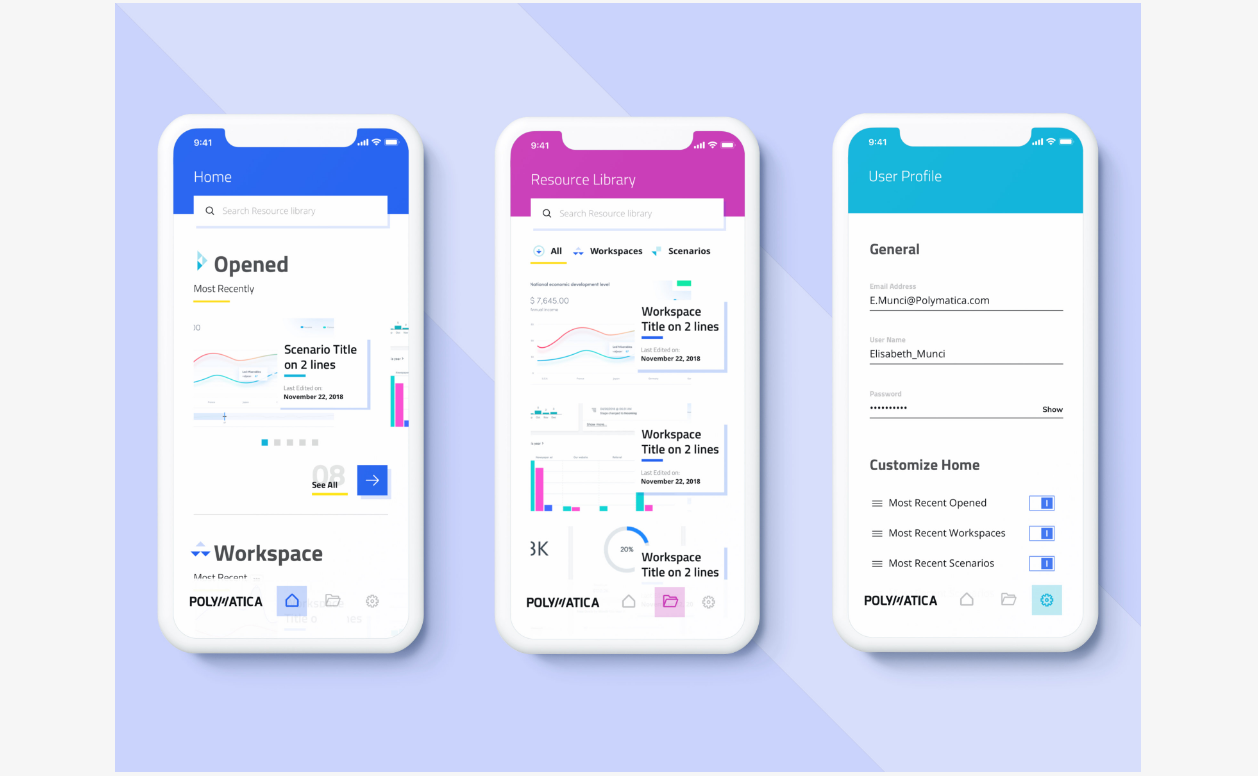 9:41
Home
Search Resource library
Opened
Most Recently
Scenario Title
on 2 lines
Last Edited on:
November 22, 2018
08
See All
Workspace
Most Recent
POLYMATICA
9:41
Resource Library
Search Resource library
All Workspaces Scenarios
National economic development level
$ 7,645.00
Annual income
Workspace
Title on 2 lines
Last Edited on:
November 22, 2018
Workspace
Title on 2 lines
Last Edited on:
November 22, 2018
3K
20%
Workspace
Title on 2 lines
POLYMATICA
9:41
User Profile
General
Email Address
E.Munci@Polymatica.com
User Name
Elisabeth_Munci
Password
•••••••••• Show
Customize Home
Most Recent Opened
Most Recent Workspaces
Most Recent Scenarios
POLYMATICA